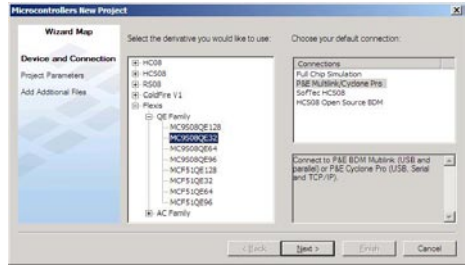 Microcontrollers New Project
Wizard Map
Device and Connection
Project Parameters
Add Additional Files
Select the derivative you would like to use:
HC08
HCS08
RS08
ColdFire V1
Flexis
QE Family
MC9S08QE128
MC9S08QE32
MC9S08QE64
MC9S08QE96
MCF51QE128
MCF51QE32
MCF51QE64
MCF51QE96
AC Family
Choose your default connection:
Connections
Full Chip Simulation
P&E Multilink/Cyclone Pro
SofTec HCS08
HCS08 Open Source BDM
Connect to P&E BDM Multilink (USB and
parallel) or P&E Cyclone Pro (USB, Serial
and TCP/IP).
< Back
Next >
Finish
Cancel